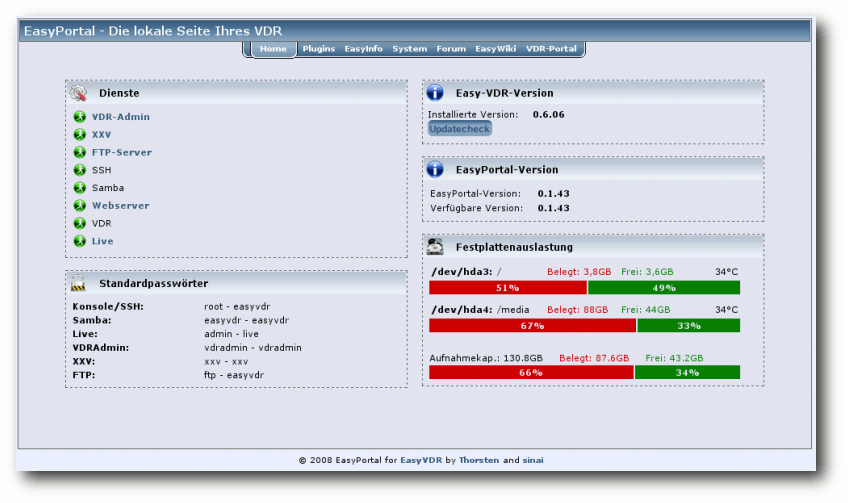 EasyPortal - Die lokale Seite Ihres VDR
Home Plugins EasyInfo System Forum EasyWiki VDR-Portal
Dienste
VDR-Admin
XXV
FTP-Server
SSH
Samba
Webserver
VDR
Live
Standardpasswörter
Konsole/SSH: root - easyvdr
Samba: easyvdr - easyvdr
Live: admin - live
VDRAdmin: vdradmin - vdradmin
XXV: xxv - xxv
FTP: ftp - easyvdr
Easy-VDR-Version
Installierte Version: 0.6.06
Updatecheck
EasyPortal-Version
EasyPortal-Version: 0.1.43
Verfügbare Version: 0.1.43
Festplattenauslastung
/dev/hda3: / Belegt: 3,8GB Frei: 3,6GB 34°C
51% 49%
/dev/hda4: /media Belegt: 88GB Frei: 44GB 34°C
67% 33%
Aufnahmekap.: 130.8GB Belegt: 87.6GB Frei: 43.2GB
66% 34%
© 2008 EasyPortal for EasyVDR by Thorsten and sinai